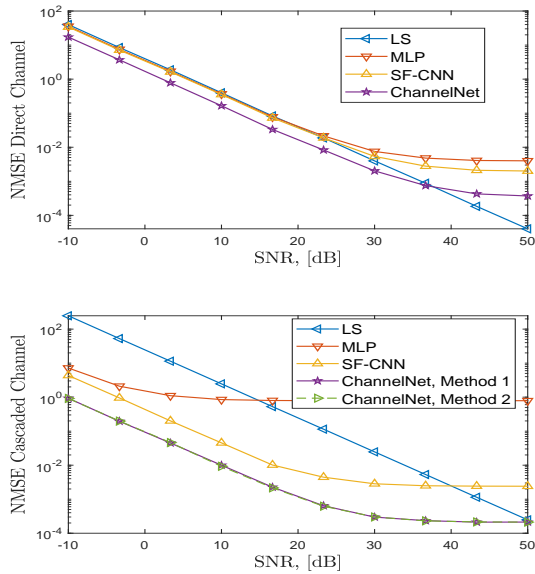 10^2
10^0
10^-2
10^-4
NMSE Direct Channel
LS
MLP
SF-CNN
ChannelNet
-10 0 10 20 30 40 50
SNR, [dB]
10^2
10^0
10^-2
10^-4
NMSE Cascaded Channel
LS
MLP
SF-CNN
ChannelNet, Method 1
ChannelNet, Method 2
-10 0 10 20 30 40 50
SNR, [dB]